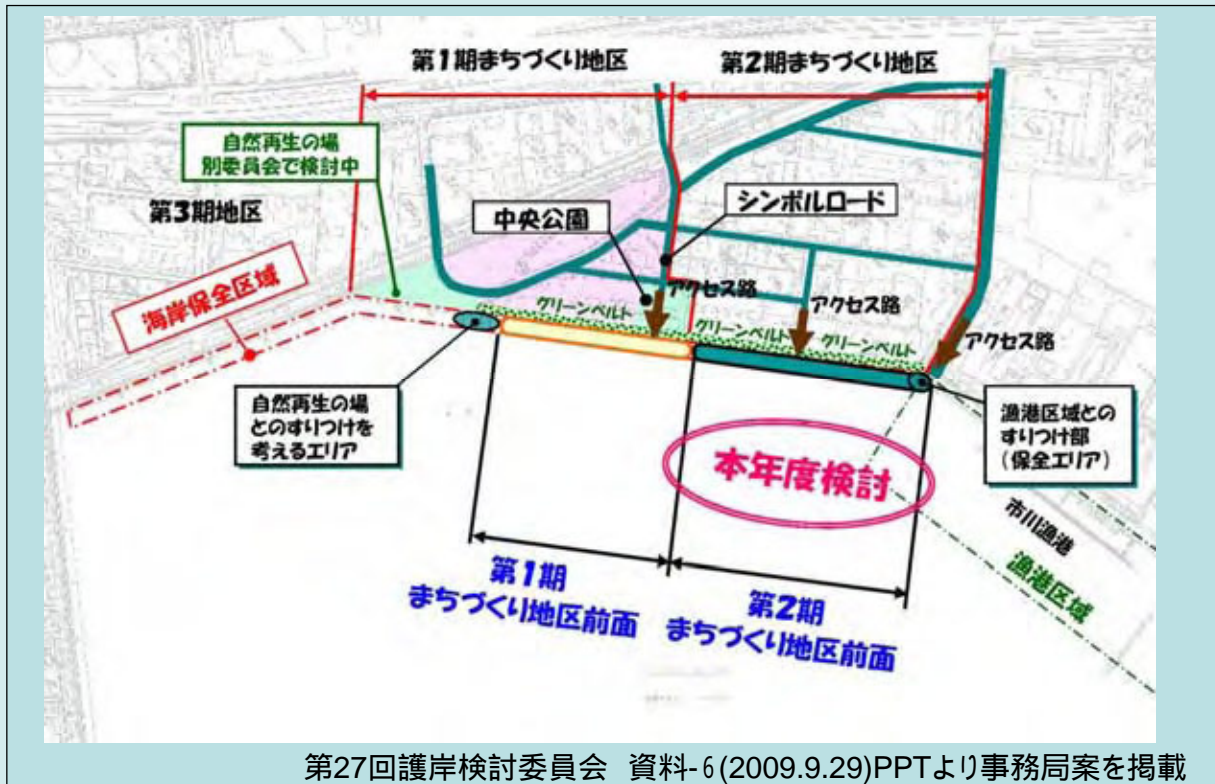 第1期まちづくり地区
第2期まちづくり地区
自然再生の場
別委員会で検討中
第3期地区
中央公園
シンボルロード
海岸保全区域
アクセス路
アクセス路
アクセス路
グリーンベルト
グリーンベルト
グリーンベルト
自然再生の場
とのすりつけを
考えるエリア
漁港区域との
すりつけ部
(保全エリア)
本年度検討
市川漁港
漁港区域
第1期
まちづくり地区前面
第2期
まちづくり地区前面
第27回護岸検討委員会 資料-6(2009.9.29)PPTより事務局案を掲載